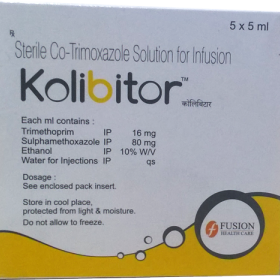 5 x 5 ml
Rx
Sterile Co-Trimoxazole Solution for Infusion
Kolibitor™
कोलिबिटर
Each ml contains :
Trimethoprim IP 16 mg
Sulphamethoxazole IP 80 mg
Ethanol IP 10% W/V
Water for Injections IP qs
Dosage :
See enclosed pack insert.
Store in cool place,
protected from light & moisture.
Do not allow to freeze.
FUSION
HEALTH CARE